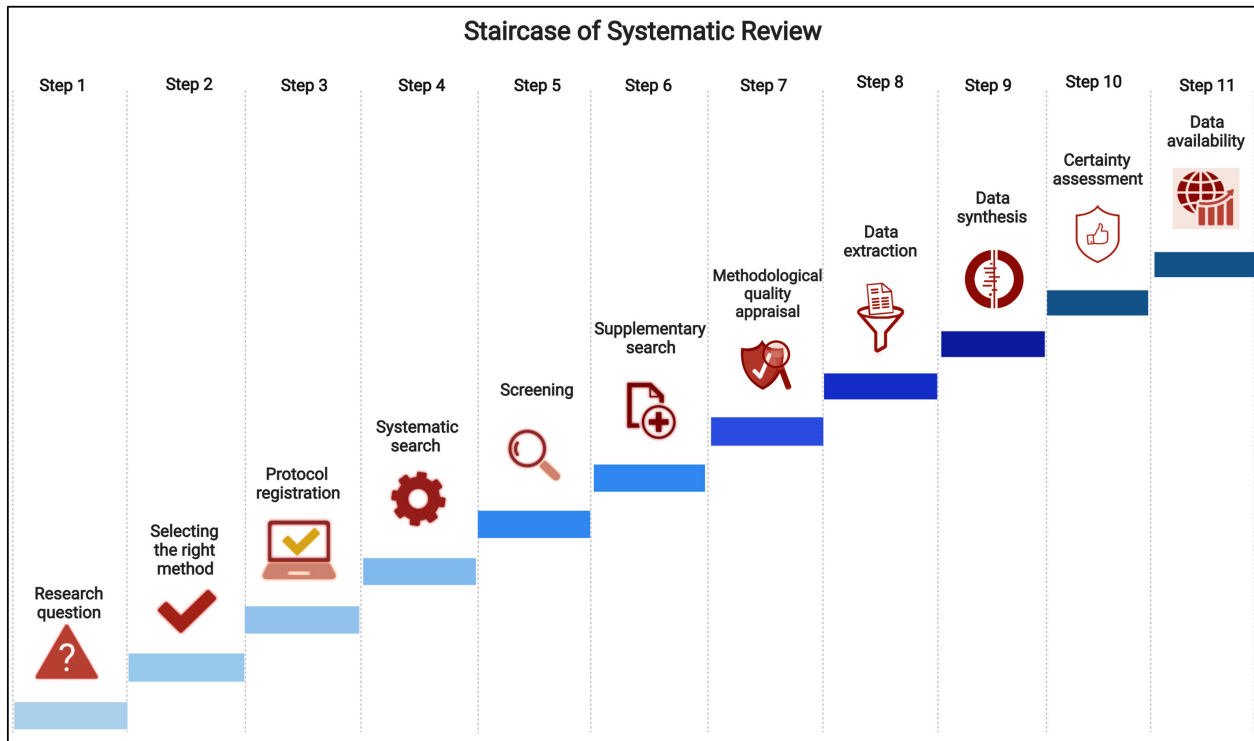 Staircase of Systematic Review
Step 1
Step 2
Step 3
Step 4
Step 5
Step 6
Step 7
Step 8
Step 9
Step 10
Step 11
Research
question
?
Selecting
the right
method
Protocol
registration
Systematic
search
Screening
Supplementary
search
Methodological
quality
appraisal
Data
extraction
Data
synthesis
Certainty
assessment
Data
availability